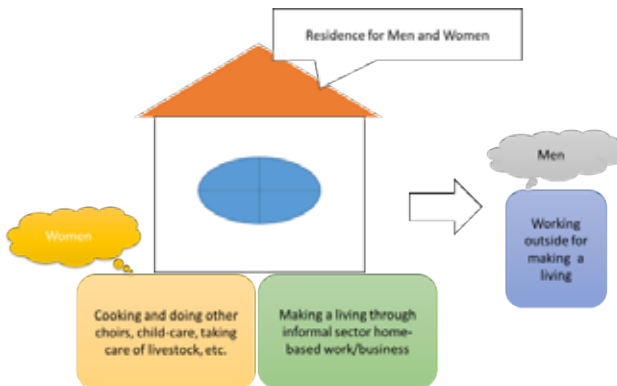 Residence for Men and Women
Men
Working
outside for
making a
living
Women
Cooking and doing other
choirs, child-care, taking
care of livestock, etc.
Making a living through
informal sector home-
based work/business